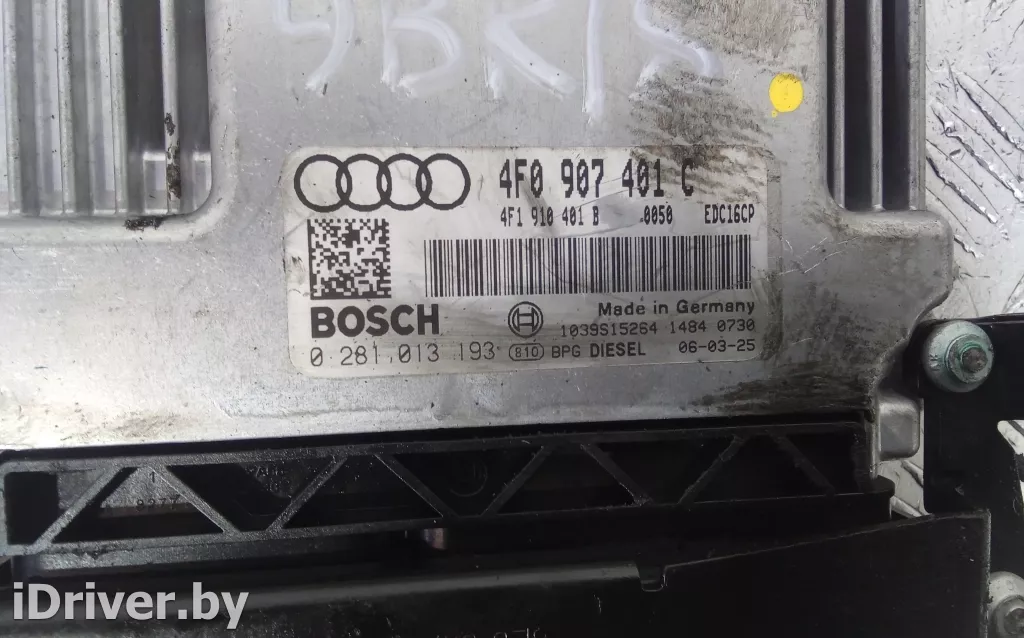 4F0 907 401 C
4F1 910 401 B .0050 EDC16CP
BOSCH
Made in Germany
1039S15264 1484 0730
0 281 013 193 810 BPG DIESEL 06-03-25
iDriver.by